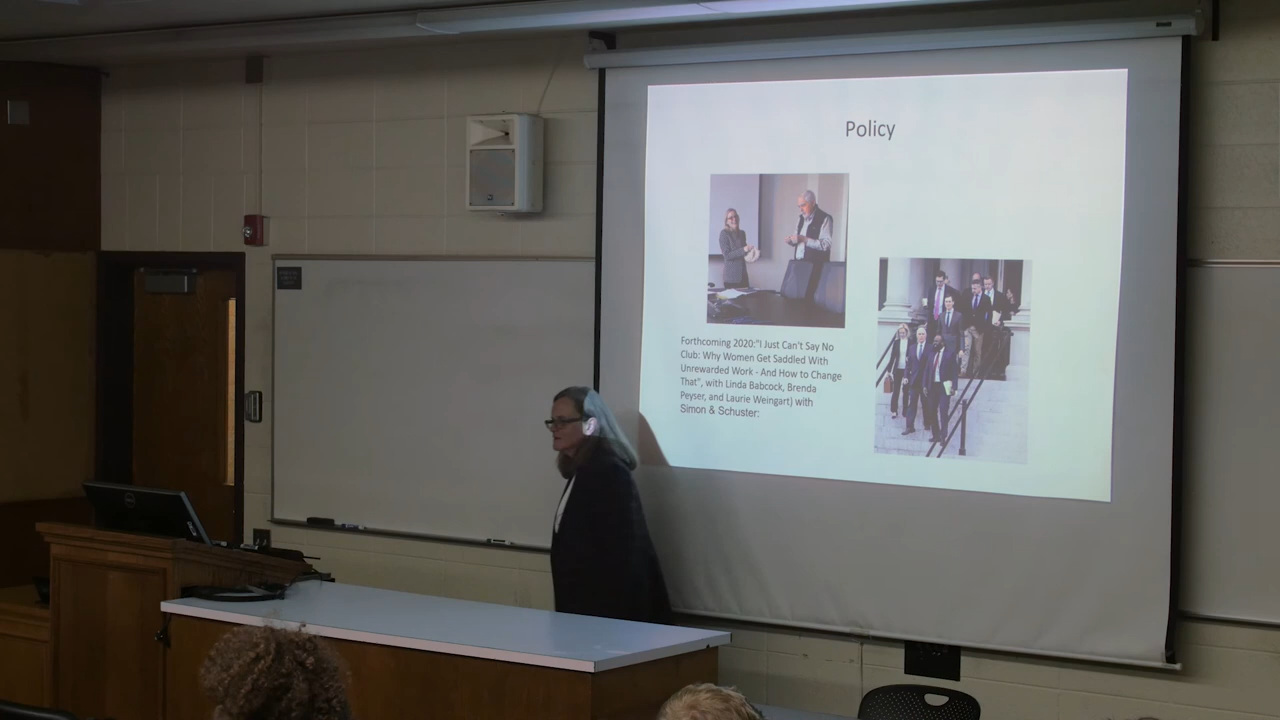 Policy
Forthcoming 2020:"I Just Can't Say No
Club: Why Women Get Saddled With
Unrewarded Work - And How to Change
That", with Linda Babcock, Brenda
Peyser, and Laurie Weingart) with
Simon & Schuster: